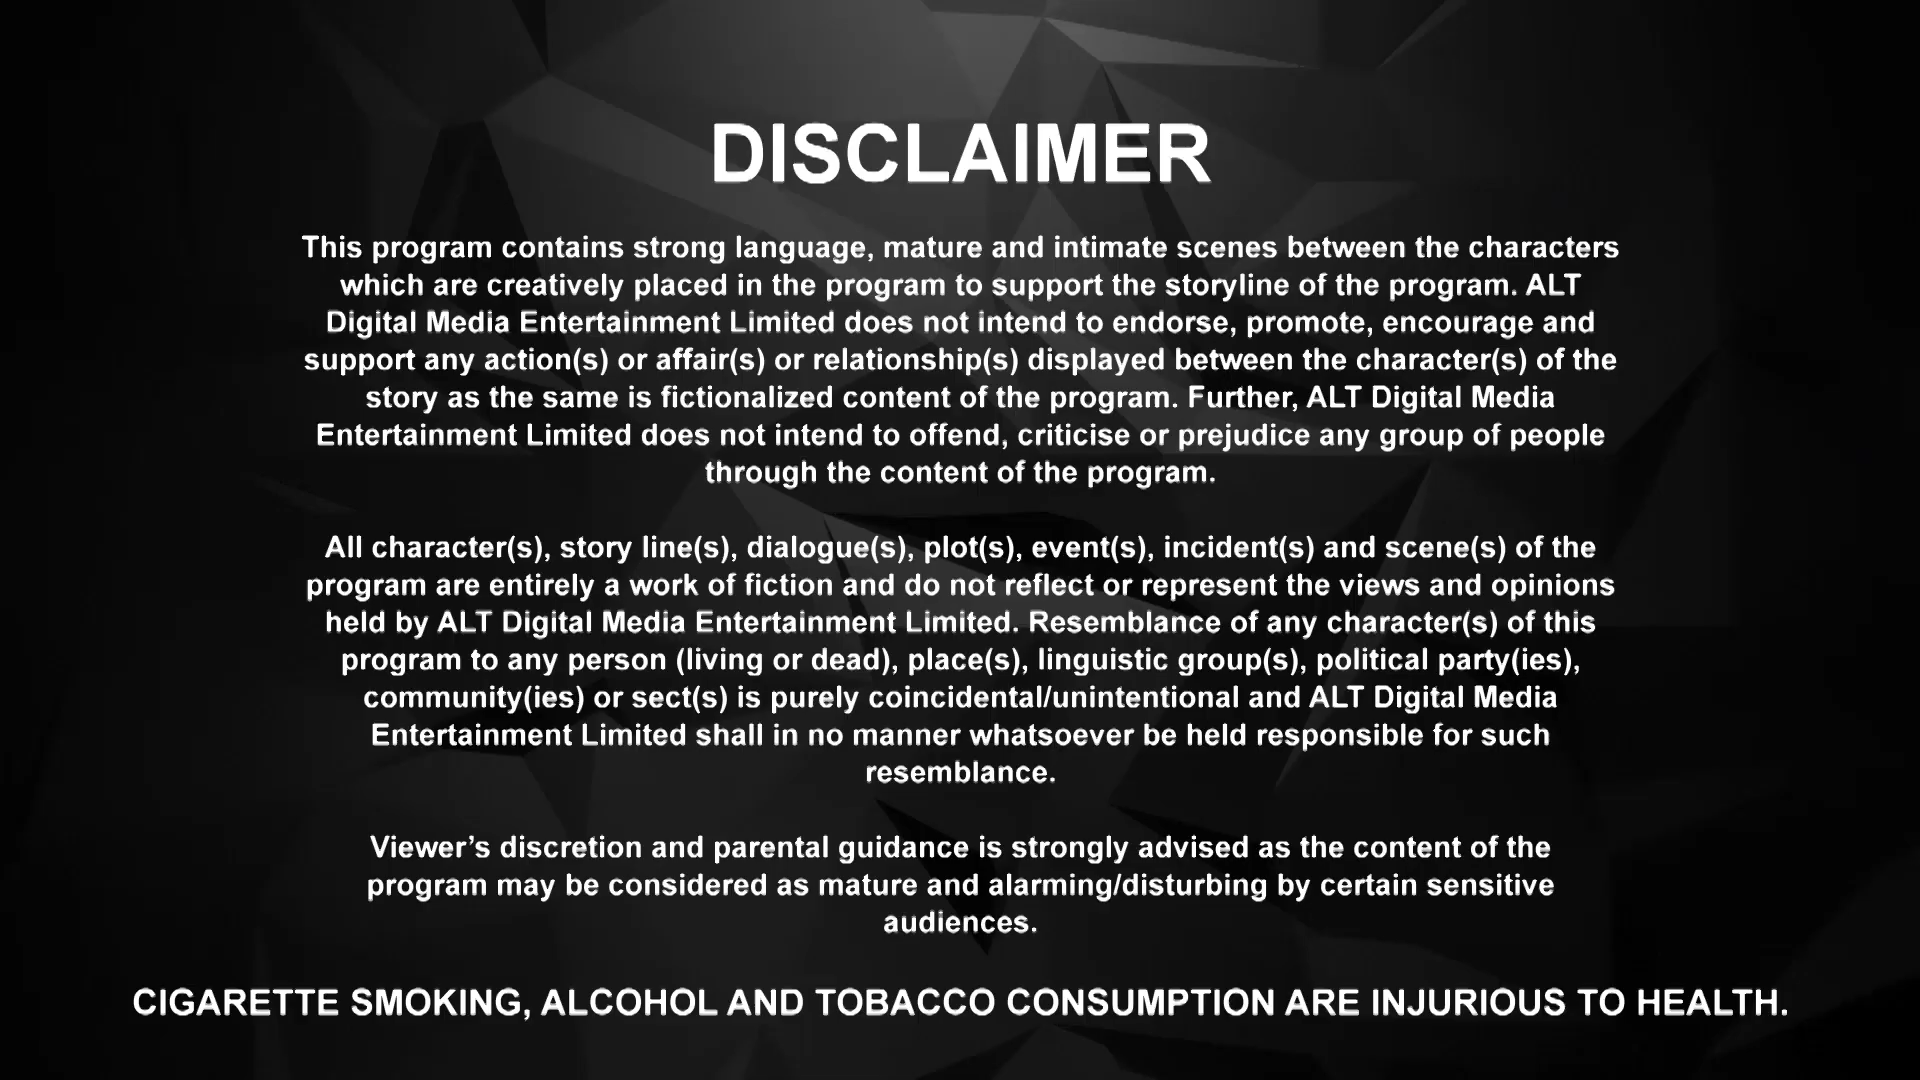 DISCLAIMER
This program contains strong language, mature and intimate scenes between the characters
which are creatively placed in the program to support the storyline of the program. ALT
Digital Media Entertainment Limited does not intend to endorse, promote, encourage and
support any action(s) or affair(s) or relationship(s) displayed between the character(s) of the
story as the same is fictionalized content of the program. Further, ALT Digital Media
Entertainment Limited does not intend to offend, criticise or prejudice any group of people
through the content of the program.
All character(s), story line(s), dialogue(s), plot(s), event(s), incident(s) and scene(s) of the
program are entirely a work of fiction and do not reflect or represent the views and opinions
held by ALT Digital Media Entertainment Limited. Resemblance of any character(s) of this
program to any person (living or dead), place(s), linguistic group(s), political party(ies),
community(ies) or sect(s) is purely coincidental/unintentional and ALT Digital Media
Entertainment Limited shall in no manner whatsoever be held responsible for such
resemblance.
Viewer’s discretion and parental guidance is strongly advised as the content of the
program may be considered as mature and alarming/disturbing by certain sensitive
audiences.
CIGARETTE SMOKING, ALCOHOL AND TOBACCO CONSUMPTION ARE INJURIOUS TO HEALTH.